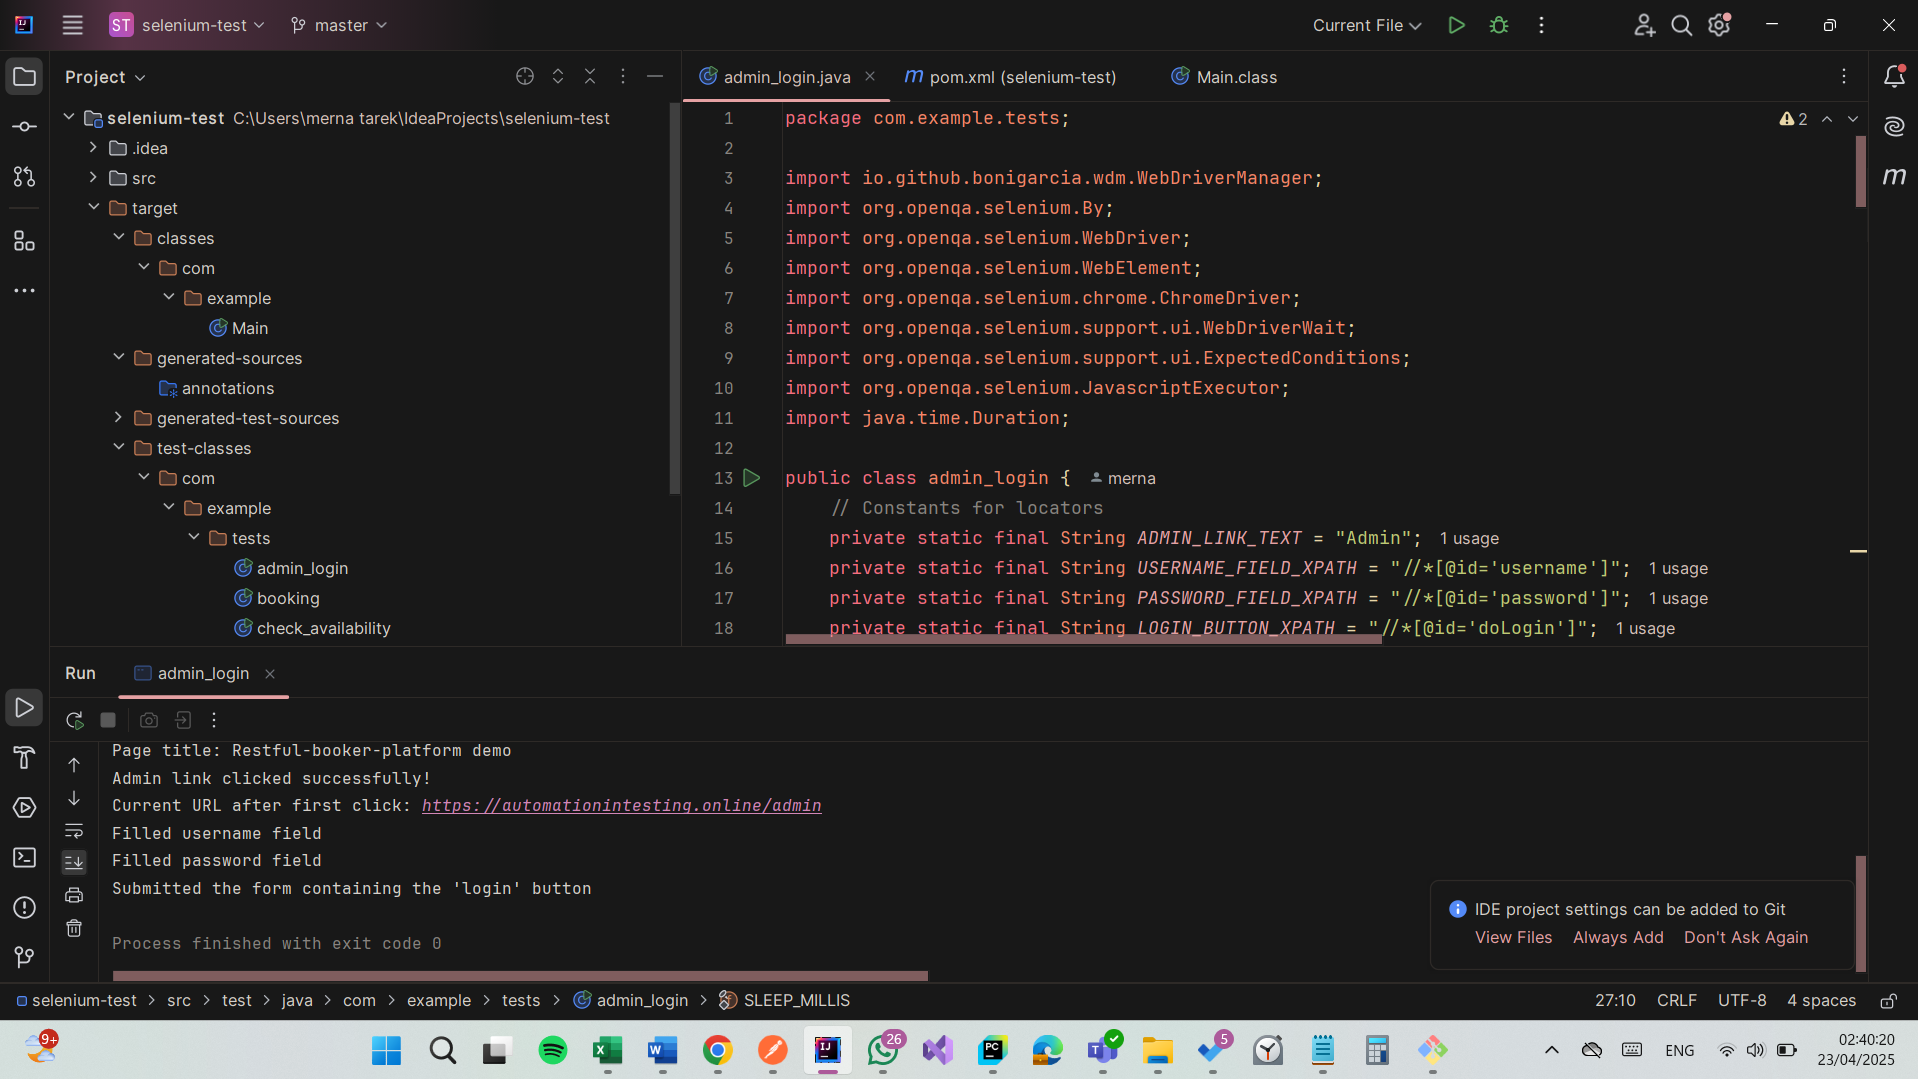 ST selenium-test
master
Current File
Project
selenium-test C:\Users\merna tarek\IdeaProjects\selenium-test
.idea
src
target
classes
com
example
Main
generated-sources
annotations
generated-test-sources
test-classes
com
example
tests
admin_login
booking
check_availability
admin_login.java
m pom.xml (selenium-test)
Main.class
2
1 package com.example.tests;
2
3 import io.github.bonigarcia.wdm.WebDriverManager;
4 import org.openqa.selenium.By;
5 import org.openqa.selenium.WebDriver;
6 import org.openqa.selenium.WebElement;
7 import org.openqa.selenium.chrome.ChromeDriver;
8 import org.openqa.selenium.support.ui.WebDriverWait;
9 import org.openqa.selenium.support.ui.ExpectedConditions;
10 import org.openqa.selenium.JavascriptExecutor;
11 import java.time.Duration;
12
13 public class admin_login { merna
14 // Constants for locators
15 private static final String ADMIN_LINK_TEXT = "Admin"; 1 usage
16 private static final String USERNAME_FIELD_XPATH = "//*[@id='username']"; 1 usage
17 private static final String PASSWORD_FIELD_XPATH = "//*[@id='password']"; 1 usage
18 private static final String LOGIN_BUTTON_XPATH = "//*[@id='doLogin']"; 1 usage
m
Run
admin_login
Page title: Restful-booker-platform demo
Admin link clicked successfully!
Current URL after first click: https://automationintesting.online/admin
Filled username field
Filled password field
Submitted the form containing the 'login' button
Process finished with exit code 0
IDE project settings can be added to Git
View Files Always Add Don't Ask Again
selenium-test > src > test > java > com > example > tests > admin_login > SLEEP_MILLIS
27:10 CRLF UTF-8 4 spaces
9+
26
5
ENG
02:40:20
23/04/2025